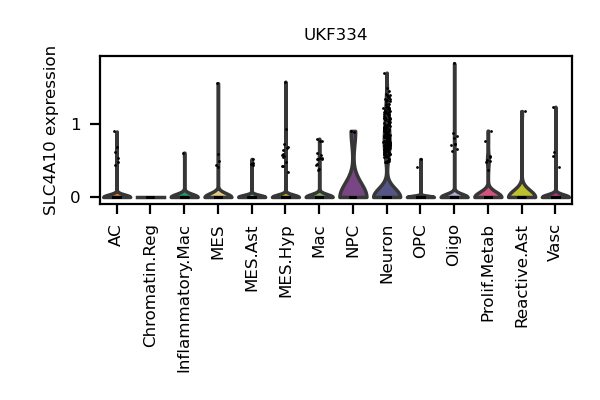 UKF334
SLC4A10 expression
1
0
AC
Chromatin.Reg
Inflammatory.Mac
MES
MES.Ast
MES.Hyp
Mac
NPC
Neuron
OPC
Oligo
Prolif.Metab
Reactive.Ast
Vasc